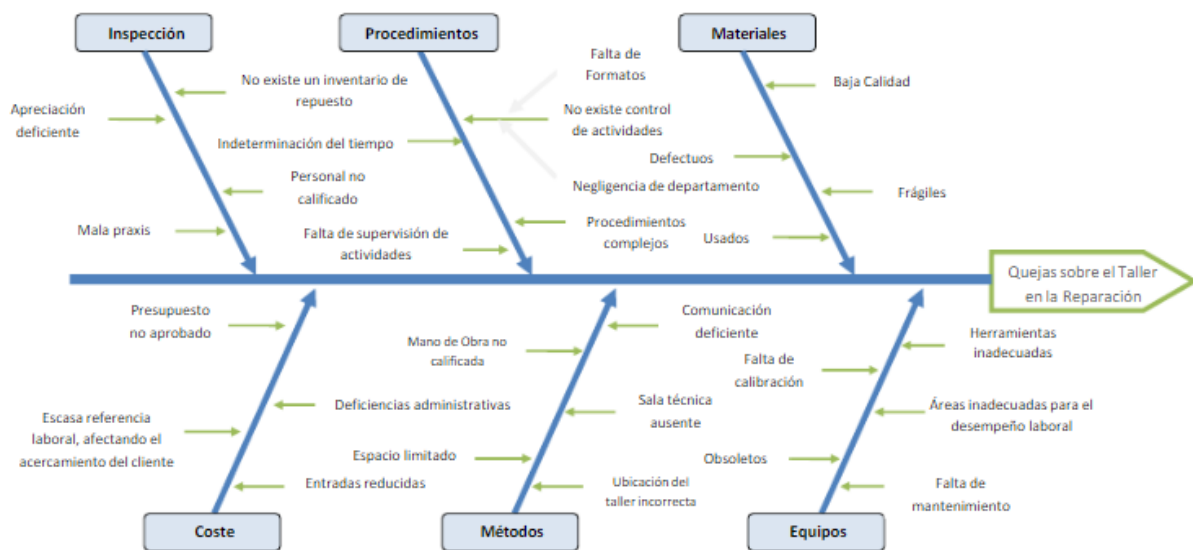 Inspección
Procedimientos
Materiales
Falta de
Formatos
No existe un inventario de
repuesto
Baja Calidad
Apreciación
deficiente
No existe control
de actividades
Indeterminación del tiempo
Defectuos
Personal no
calificado
Negligencia de departamento
Frágiles
Mala praxis
Falta de supervisión de
actividades
Procedimientos
complejos
Usados
Quejas sobre el Taller
en la Reparación
Presupuesto
no aprobado
Comunicación
deficiente
Mano de Obra no
calificada
Herramientas
inadecuadas
Falta de
calibración
Escasa referencia
laboral, afectando el
acercamiento del cliente
Deficiencias administrativas
Sala técnica
ausente
Áreas inadecuadas para el
desempeño laboral
Espacio limitado
Obsoletos
Entradas reducidas
Ubicación del
taller incorrecta
Falta de
mantenimiento
Coste
Métodos
Equipos